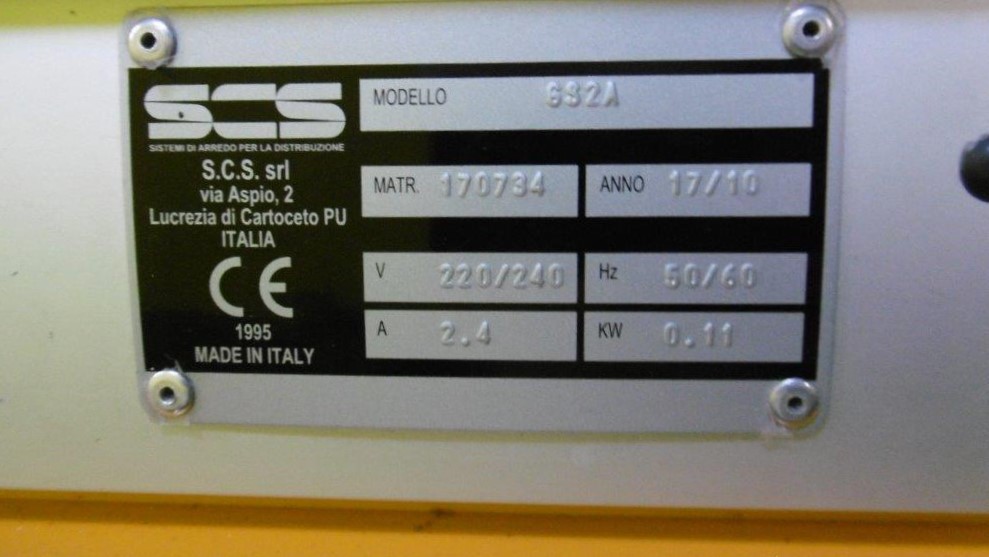 SCS
SISTEMI DI ARREDO PER LA DISTRIBUZIONE
S.C.S. srl
via Aspio, 2
Lucrezia di Cartoceto PU
ITALIA
CE
1995
MADE IN ITALY
MODELLO GS2A
MATR. 170734
ANNO 17/10
V 220/240
Hz 50/60
A 2.4
KW 0.11